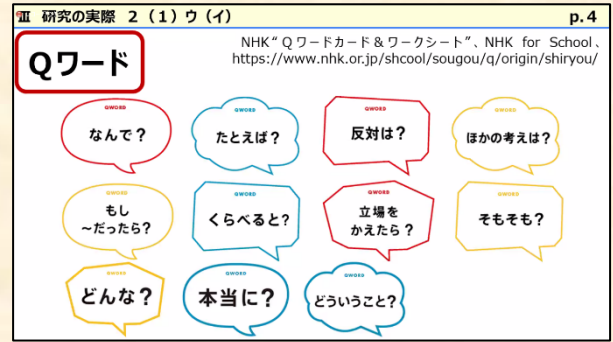 Ⅲ 研究の実際 2（1）ウ（イ） p.4
Qワード
NHK“Qワードカード＆ワークシート”、NHK for School、
https://www.nhk.or.jp/shcool/sougou/q/origin/shiryou/
QWORD
なんで？
QWORD
たとえば？
QWORD
反対は？
QWORD
ほかの考えは？
QWORD
もし
~だったら？
QWORD
くらべると?
QWORD
立場を
かえたら？
QWORD
そもそも？
QWORD
どんな？
QWORD
本当に？
QWORD
どういうこと？